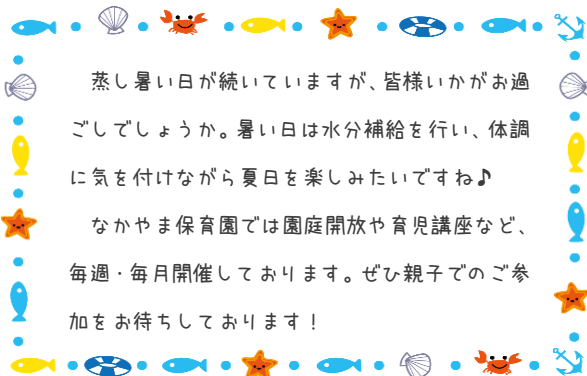 蒸し暑い日が続いていますが、皆様いかがお過
ごしでしょうか。暑い日は水分補給を行い、体調
に気を付けながら夏日を楽しみたいですね♪
なかやま保育園では園庭開放や育児講座など、
毎週・毎月開催しております。ぜひ親子でのご参
加をお待ちしております！